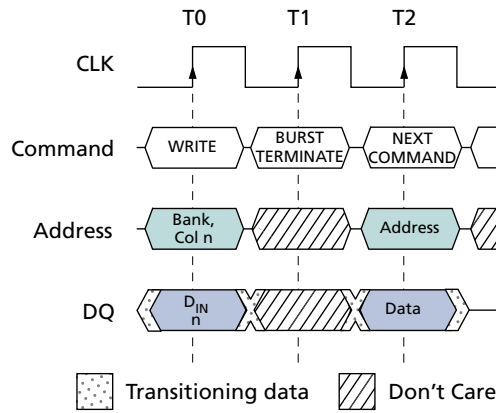 T0 T1 T2
CLK
Command WRITE BURST TERMINATE NEXT COMMAND
Address Bank, Col n Address
DQ DIN n Data
Transitioning data Don't Care